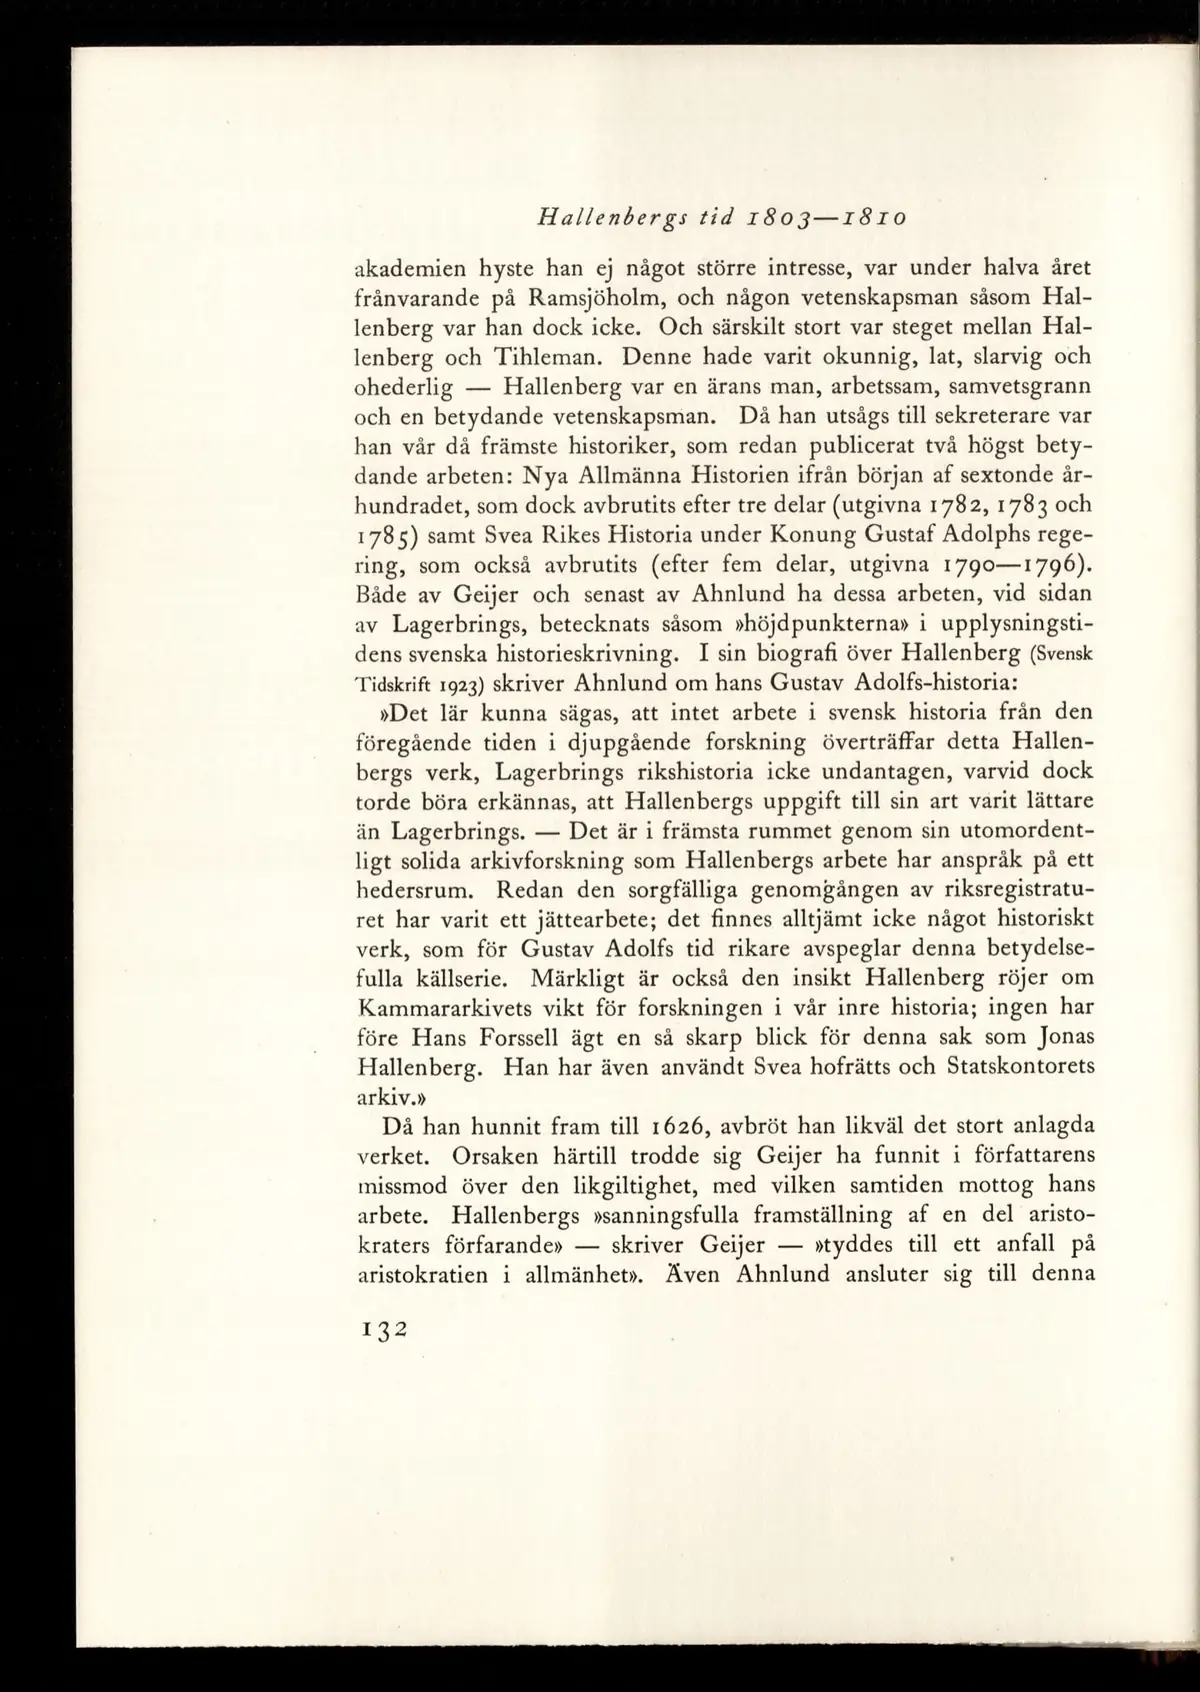 Hallenbergs tid 1803—1810
akademien hyste han ej något större intresse, var under halva året
frånvarande på Ramsjöholm, och någon vetenskapsman såsom Hal-
lenberg var han dock icke. Och särskilt stort var steget mellan Hal-
lenberg och Tihleman. Denne hade varit okunnig, lat, slarvig och
ohederlig — Hallenberg var en ärans man, arbetssam, samvetsgrann
och en betydande vetenskapsman. Då han utsågs till sekreterare var
han vår då främste historiker, som redan publicerat två högst bety-
dande arbeten: Nya Allmänna Historien ifrån början af sextonde år-
hundradet, som dock avbrutits efter tre delar (utgivna 1782, 1783 och
1785) samt Svea Rikes Historia under Konung Gustaf Adolphs rege-
ring, som också avbrutits (efter fem delar, utgivna 1790—1796).
Både av Geijer och senast av Ahnlund ha dessa arbeten, vid sidan
av Lagerbrings, betecknats såsom »höjdpunkterna» i upplysningsti-
dens svenska historieskrivning. I sin biografi över Hallenberg (Svensk
Tidskrift 1923) skriver Ahnlund om hans Gustav Adolfs-historia:
»Det lär kunna sägas, att intet arbete i svensk historia från den
föregående tiden i djupgående forskning överträffar detta Hallen-
bergs verk, Lagerbrings rikshistoria icke undantagen, varvid dock
torde böra erkännas, att Hallenbergs uppgift till sin art varit lättare
än Lagerbrings. — Det är i främsta rummet genom sin utomordent-
ligt solida arkivforskning som Hallenbergs arbete har anspråk på ett
hedersrum. Redan den sorgfälliga genomgången av riksregistratu-
ret har varit ett jättearbete; det finnes alltjämt icke något historiskt
verk, som för Gustav Adolfs tid rikare avspeglar denna betydelse-
fulla källserie. Märkligt är också den insikt Hallenberg röjer om
Kammararkivets vikt för forskningen i vår inre historia; ingen har
före Hans Forssell ägt en så skarp blick för denna sak som Jonas
Hallenberg. Han har även användt Svea hofrätts och Statskontorets
arkiv.»
Då han hunnit fram till 1626, avbröt han likväl det stort anlagda
verket. Orsaken härtill trodde sig Geijer ha funnit i författarens
missmod över den likgiltighet, med vilken samtiden mottog hans
arbete. Hallenbergs »sanningsfulla framställning af en del aristo-
kraters förfarande» — skriver Geijer — »tyddes till ett anfall på
aristokratien i allmänhet». Även Ahnlund ansluter sig till denna
132